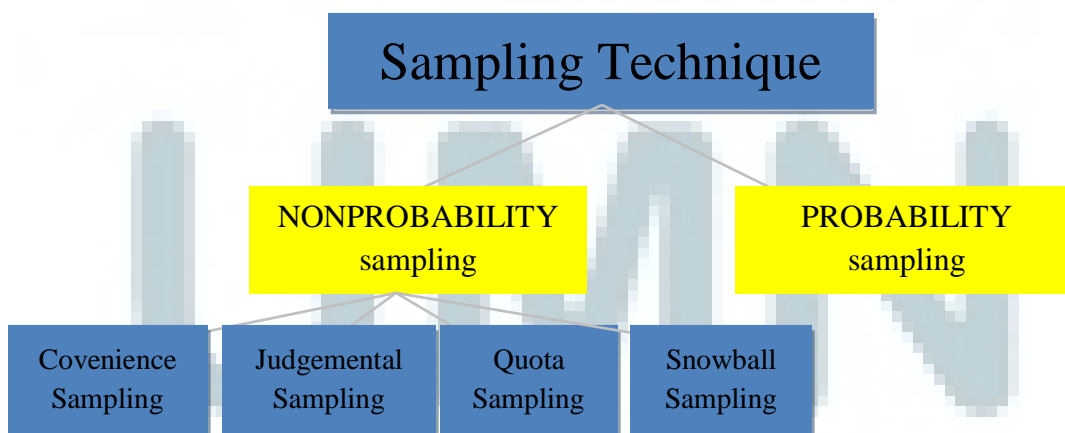 Sampling Technique
NONPROBABILITY
sampling
PROBABILITY
sampling
Covenience
Sampling
Judgemental
Sampling
Quota
Sampling
Snowball
Sampling